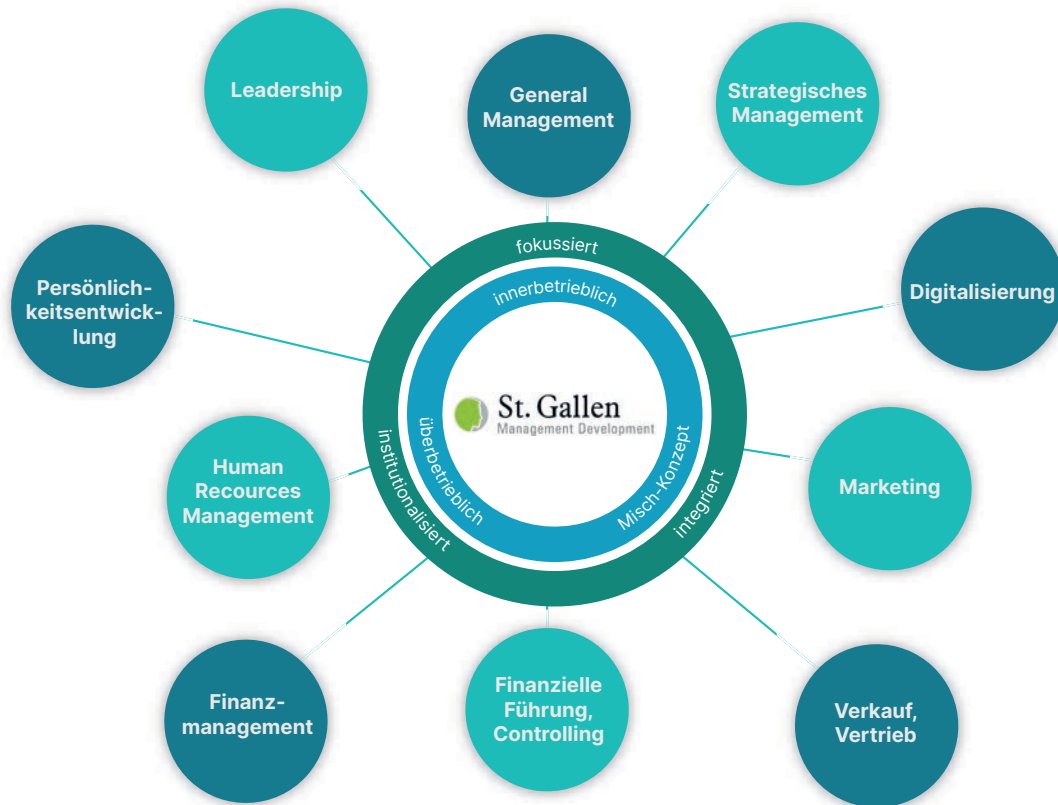 Leadership
General
Management
Strategisches
Management
Persönlich-
keitsentwick-
lung
Digitalisierung
fokussiert
innerbetrieblich
St. Gallen
Management Development
überbetrieblich
Misch-Konzept
institutionalisiert
integriert
Human
Recources
Management
Marketing
Finanz-
management
Finanzielle
Führung,
Controlling
Verkauf,
Vertrieb